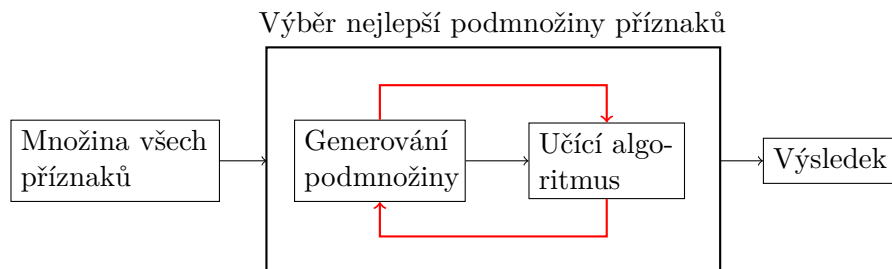 Výběr nejlepší podmnožiny příznaků
Množina všech
příznaků
Generování
podmnožiny
Učící algo-
ritmus
Výsledek